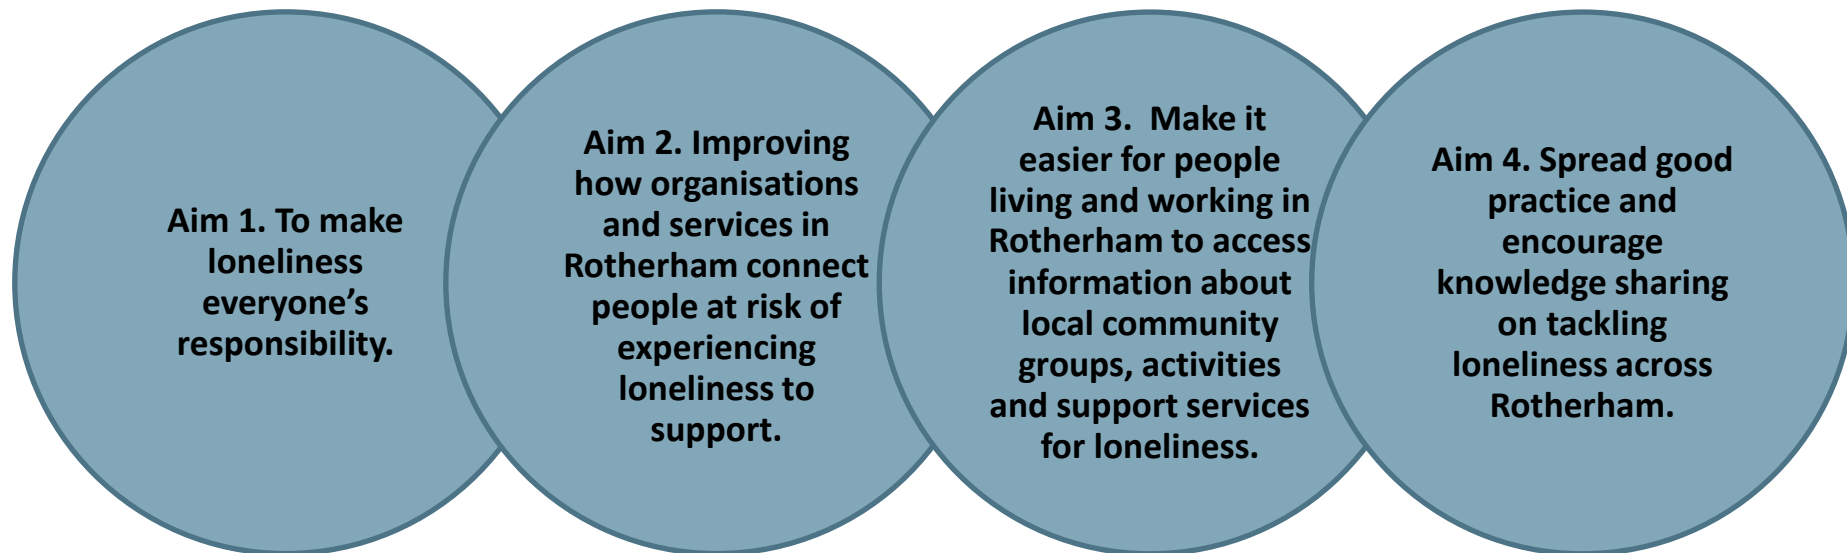 Aim 1. To make
loneliness
everyone’s
responsibility.
Aim 2. Improving
how organisations
and services in
Rotherham connect
people at risk of
experiencing
loneliness to
support.
Aim 3.  Make it
easier for people
living and working in
Rotherham to access
information about
local community
groups, activities
and support services
for loneliness.
Aim 4. Spread good
practice and
encourage
knowledge sharing
on tackling
loneliness across
Rotherham.